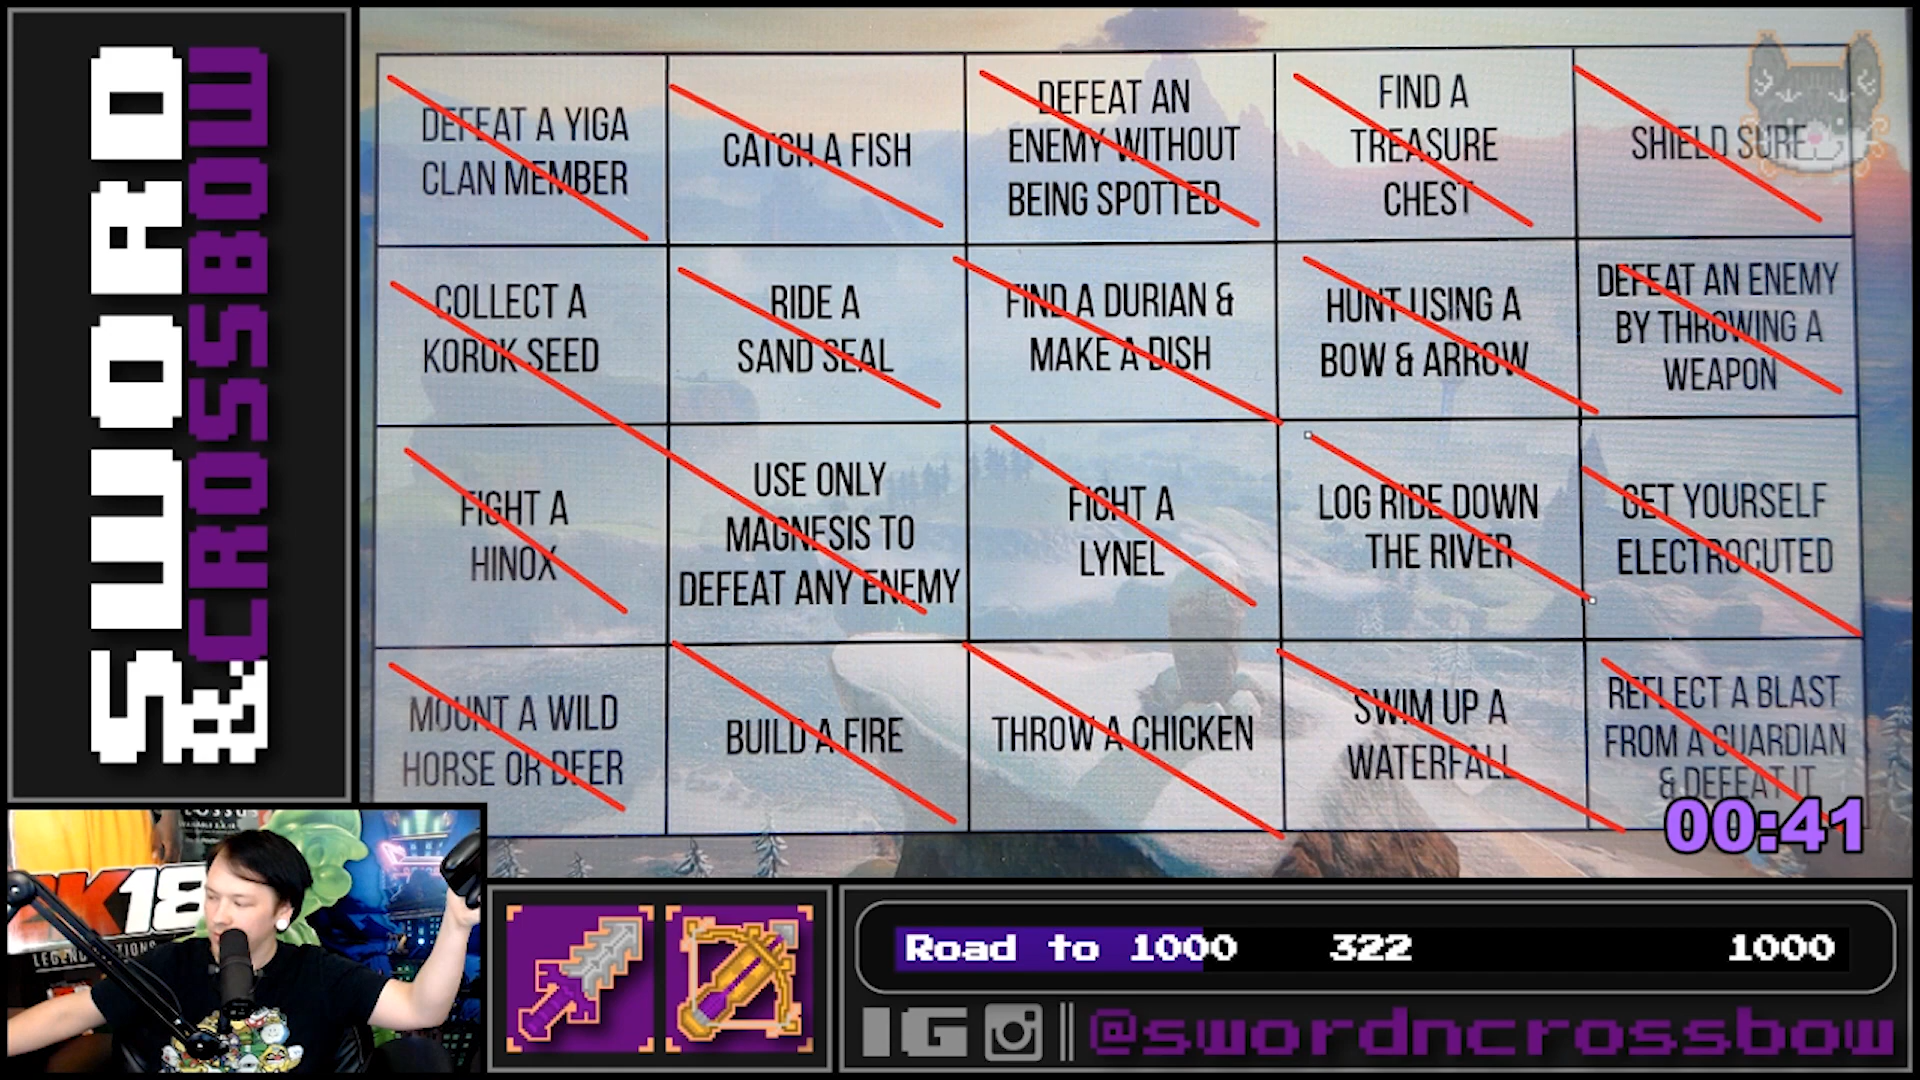 SWORD
& CROSSBOW
DEFEAT A YIGA
CLAN MEMBER
CATCH A FISH
DEFEAT AN
ENEMY WITHOUT
BEING SPOTTED
FIND A
TREASURE
CHEST
SHIELD SURF
COLLECT A
KOROK SEED
RIDE A
SAND SEAL
FIND A DURIAN &
MAKE A DISH
HUNT USING A
BOW & ARROW
DEFEAT AN ENEMY
BY THROWING A
WEAPON
FIGHT A
HINOX
USE ONLY
MAGNESIS TO
DEFEAT ANY ENEMY
FIGHT A
LYNEL
LOG RIDE DOWN
THE RIVER
GET YOURSELF
ELECTROCUTED
MOUNT A WILD
HORSE OR DEER
BUILD A FIRE
THROW A CHICKEN
SWIM UP A
WATERFALL
REFLECT A BLAST
FROM A GUARDIAN
& DEFEAT IT
00:41
2K18
Road to 1000 322 1000
IG || @swordncrossbow